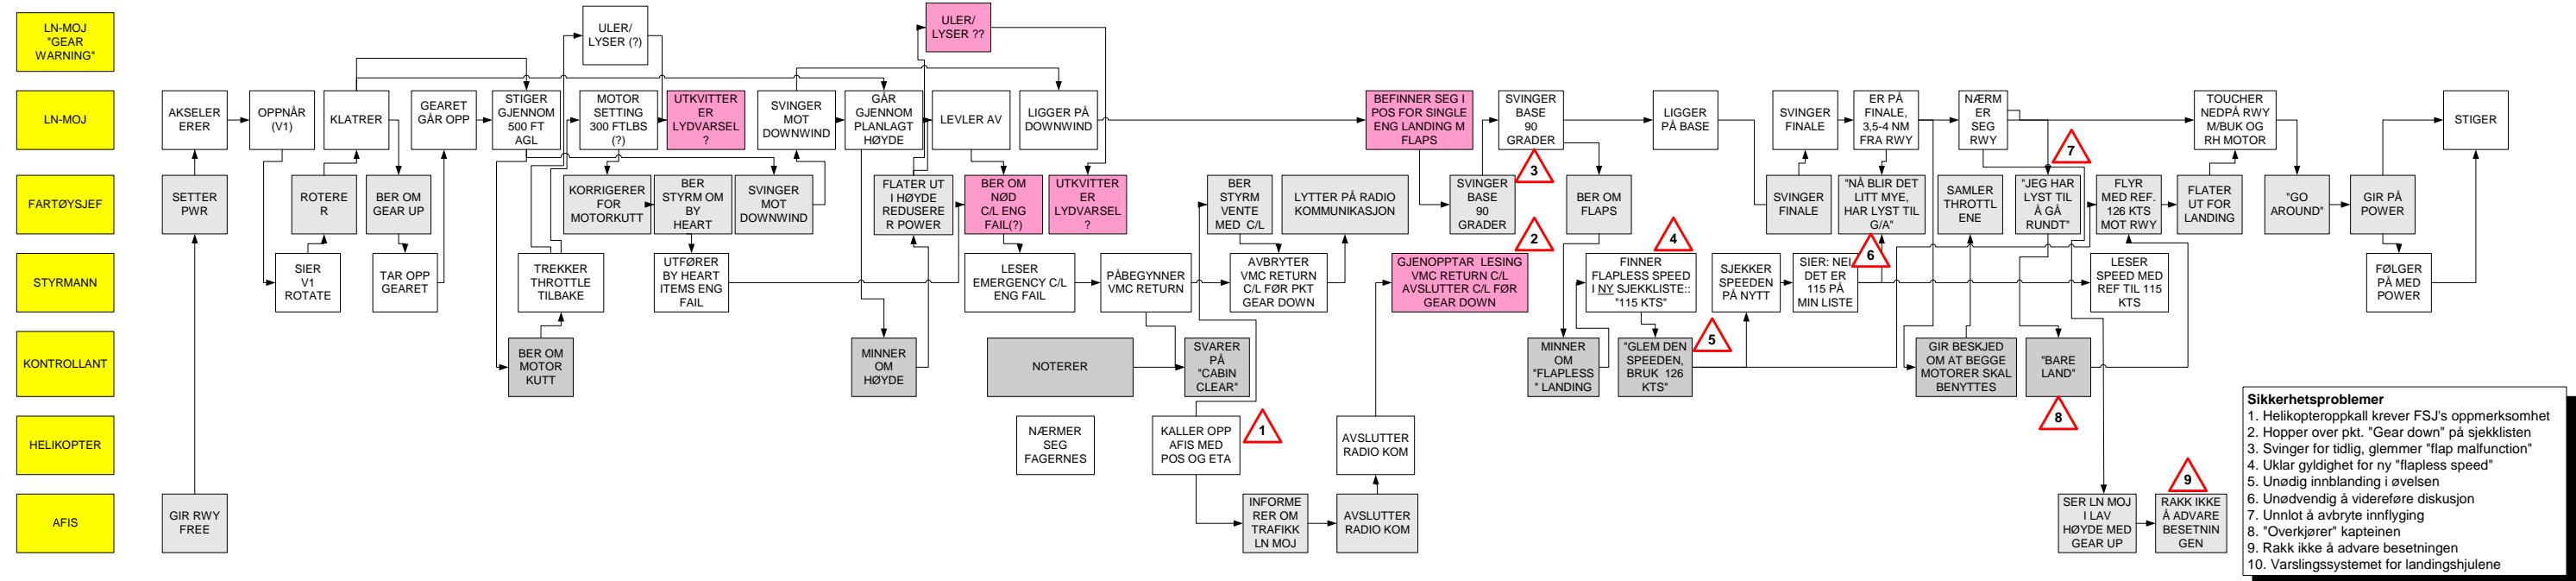 LN-MOJ
"GEAR
WARNING"
ULER/
LYSER (?)
ULER/
LYSER ??
LN-MOJ
AKSELER
ERER
OPPNÅR
(V1)
KLATRER
GEARET
GÅR OPP
STIGER
GJENNOM
500 FT
AGL
MOTOR
SETTING
300 FTLBS
(?)
UTKVITTER
ER
LYDVARSEL
?
SVINGER
MOT
DOWNWIND
GÅR
GJENNOM
PLANLAGT
HØYDE
LEVLER AV
LIGGER PÅ
DOWNWIND
BEFINNER SEG I
POS FOR SINGLE
ENG LANDING M
FLAPS
SVINGER
BASE
90
GRADER
LIGGER
PÅ BASE
SVINGER
FINALE
ER PÅ
FINALE,
3,5-4 NM
FRA RWY
NÆRM
ER
SEG
RWY
TOUCHER
NEDPÅ RWY
M/BUK OG
RH MOTOR
STIGER
3
7
FARTØYSJEF
SETTER
PWR
ROTERE
R
BER OM
GEAR UP
KORRIGERER
FOR
MOTORKUTT
BER
STYRM OM
BY
HEART
SVINGER
MOT
DOWNWIND
FLATER UT
I HØYDE
REDUSERE
R POWER
BER OM
NØD
C/L ENG
FAIL(?)
UTKVITTER
ER
LYDVARSEL
?
BER
STYRM
VENTE
MED  C/L
LYTTER PÅ RADIO
KOMMUNIKASJON
SVINGER
BASE
90
GRADER
BER OM
FLAPS
SVINGER
FINALE
"NÅ BLIR DET
LITT MYE,
HAR LYST TIL
G/A"
SAMLER
THROTTL
ENE
"JEG HAR
LYST TIL
Å GÅ
RUNDT"
FLYR
MED REF.
126 KTS
MOT RWY
FLATER
UT FOR
LANDING
"GO
AROUND"
GIR PÅ
POWER
2
4
6
STYRMANN
SIER
V1
ROTATE
TAR OPP
GEARET
TREKKER
THROTTLE
TILBAKE
UTFØRER
BY HEART
ITEMS ENG
FAIL
LESER
EMERGENCY C/L
ENG FAIL
PÅBEGYNNER
VMC RETURN
AVBRYTER
VMC RETURN
C/L FØR PKT
GEAR DOWN
GJENOPPTAR  LESING
VMC RETURN C/L
AVSLUTTER C/L FØR
GEAR DOWN
FINNER
FLAPLESS SPEED
I NY  SJEKKLISTE::
"115 KTS"
SJEKKER
SPEEDEN
PÅ NYTT
SIER: NEI
DET ER
115 PÅ
MIN LISTE
LESER
SPEED MED
REF TIL 115
KTS
FØLGER
PÅ MED
POWER
5
KONTROLLANT
BER OM
MOTOR
KUTT
MINNER
OM
HØYDE
NOTERER
SVARER
PÅ
"CABIN
CLEAR"
MINNER
OM
"FLAPLESS
" LANDING
"GLEM DEN
SPEEDEN,
BRUK  126
KTS"
GIR BESKJED
OM AT BEGGE
MOTORER SKAL
BENYTTES
"BARE
LAND"
8
HELIKOPTER
NÆRMER
SEG
FAGERNES
KALLER OPP
AFIS MED
POS OG ETA
1
AVSLUTTER
RADIO KOM
9
AFIS
GIR RWY
FREE
INFORME
RER OM
TRAFIKK
LN MOJ
AVSLUTTER
RADIO KOM
SER LN MOJ
I LAV
HØYDE MED
GEAR UP
RAKK IKKE
Å ADVARE
BESETNIN
GEN
Sikkerhetsproblemer
1. Helikopteroppkall krever FSJ's oppmerksomhet
2. Hopper over pkt. "Gear down" på sjekklisten
3. Svinger for tidlig, glemmer "flap malfunction"
4. Uklar gyldighet for ny "flapless speed"
5. Unødig innblanding i øvelsen
6. Unødvendig å videreføre diskusjon
7. Unnlot å avbryte innflyging
8. "Overkjører" kapteinen
9. Rakk ikke å advare besetningen
10. Varslingssystemet for landingshjulene